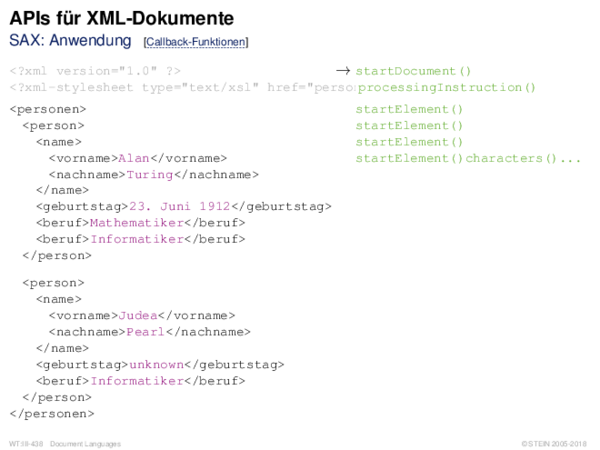 APIs für XML-Dokumente
SAX: Anwendung [Callback-Funktionen]
<?xml version="1.0" ?> → startDocument()
<?xml-stylesheet type="text/xsl" href="perso processingInstruction()
<personen> startElement()
<person> startElement()
<name> startElement()
<vorname>Alan</vorname> startElement()characters()...
<nachname>Turing</nachname>
</name>
<geburtstag>23. Juni 1912</geburtstag>
<beruf>Mathematiker</beruf>
<beruf>Informatiker</beruf>
</person>
<person>
<name>
<vorname>Judea</vorname>
<nachname>Pearl</nachname>
</name>
<geburtstag>unknown</geburtstag>
<beruf>Informatiker</beruf>
</person>
</personen>
WT:III-438 Document Languages © STEIN 2005-2018